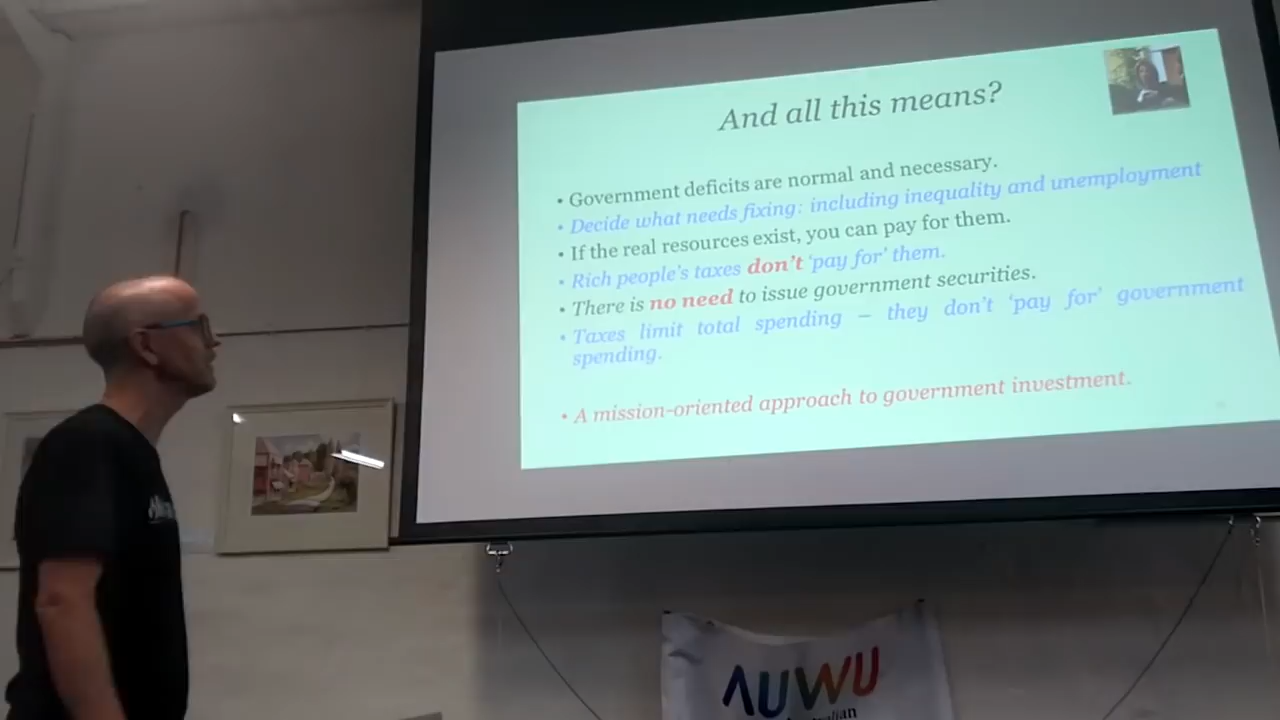 And all this means?
• Government deficits are normal and necessary.
• Decide what needs fixing: including inequality and unemployment
• If the real resources exist, you can pay for them.
• Rich people's taxes don't 'pay for' them.
• There is no need to issue government securities.
• Taxes limit total spending – they don't 'pay for' government
spending.
• A mission-oriented approach to government investment.
AUWU